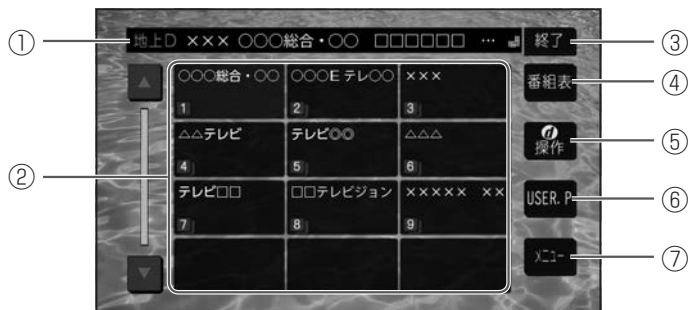 ① 地上D ××× ○○○総合・○○ □□□□□□ … 終了 ③
○○○総合・○○ ○○○Eテレ○○ ××× 番組表 ④
1 2 3
△△テレビ テレビ◎◎ △△△ d 操作 ⑤
4 5 6
②
テレビ□□ □□テレビジョン ××××× ×× USER. P ⑥
7 8 9
メニュー ⑦